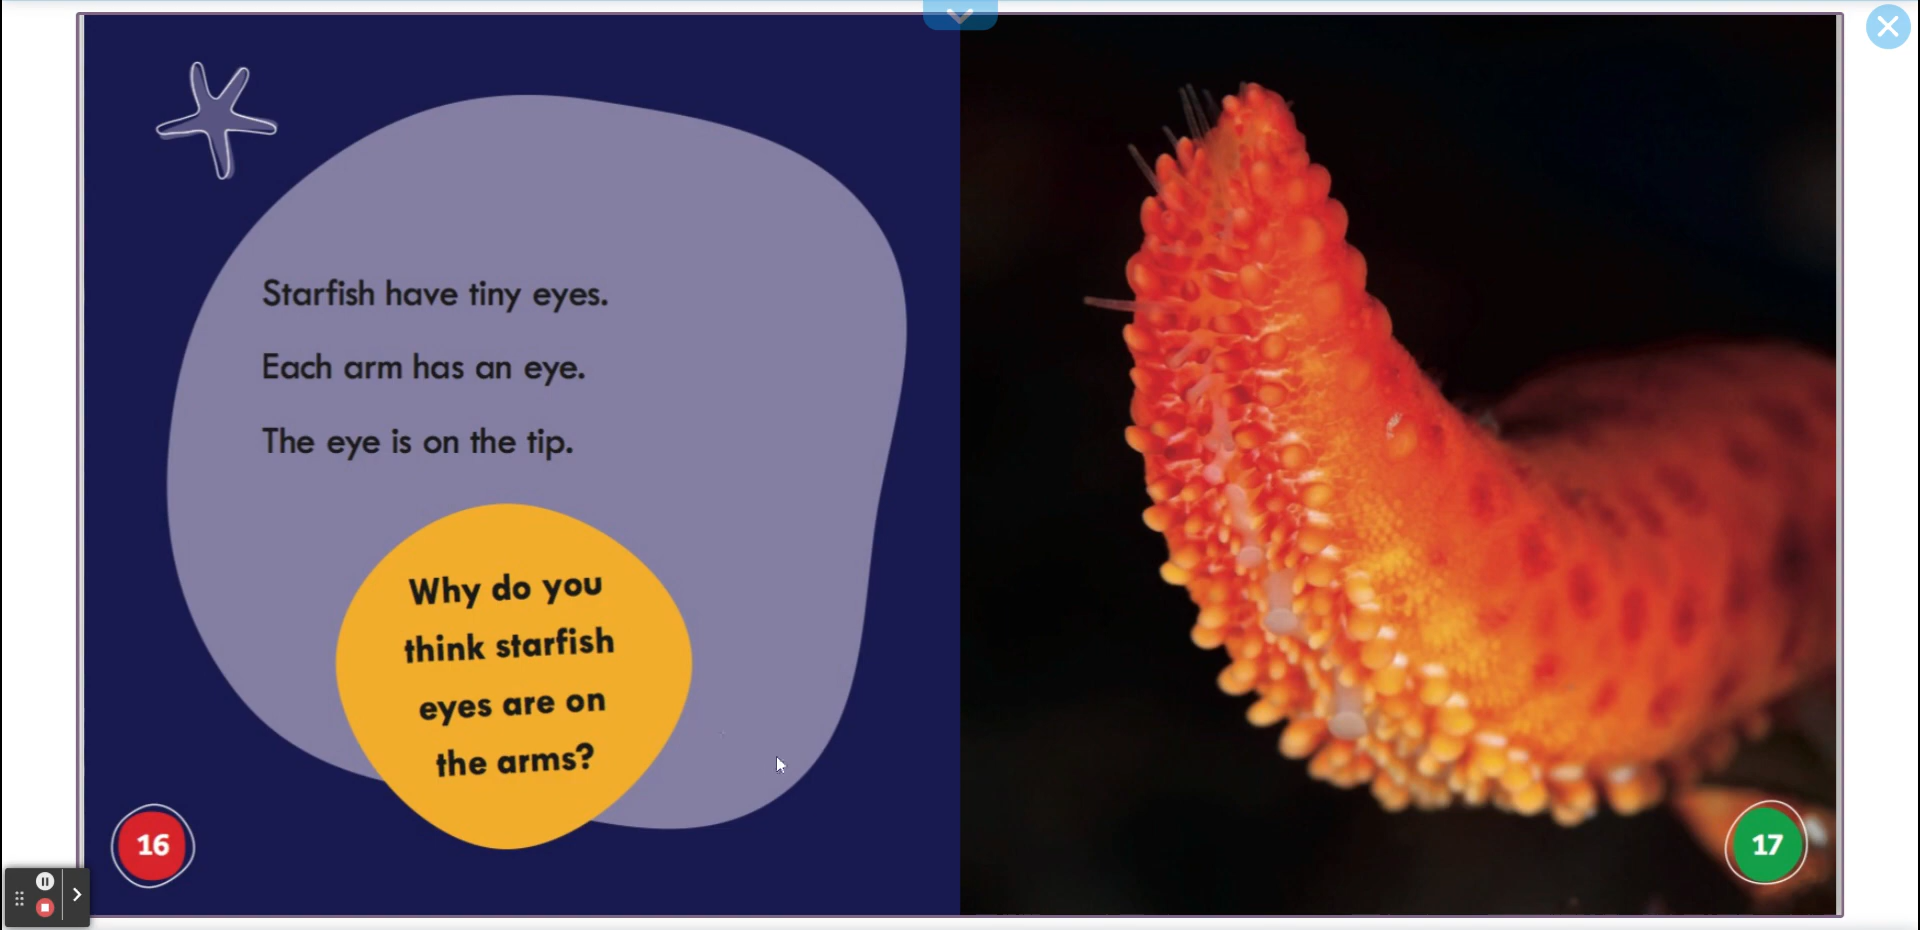 Starfish have tiny eyes.
Each arm has an eye.
The eye is on the tip.
Why do you
think starfish
eyes are on
the arms?
16
17